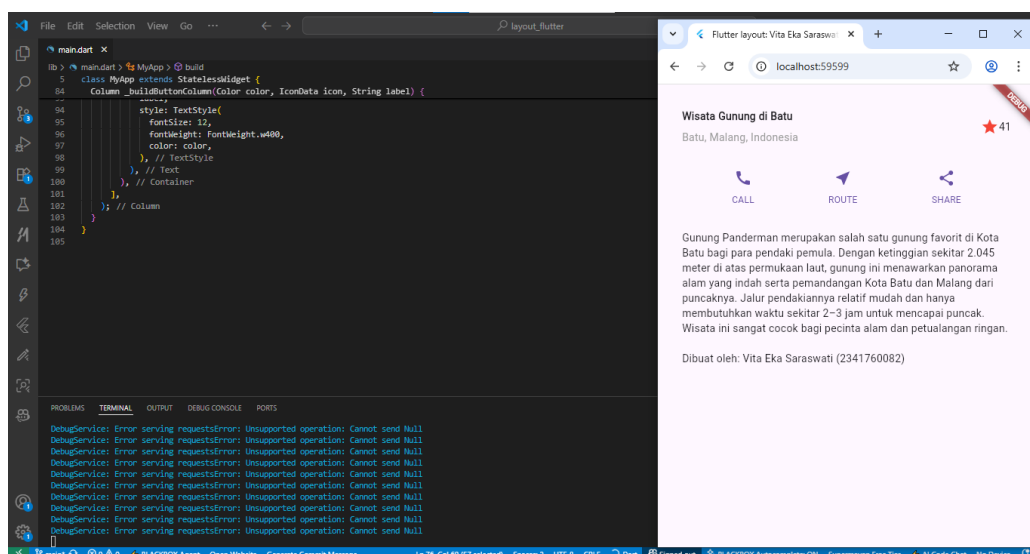 File Edit Selection View Go ···
layout_flutter
main.dart
lib > main.dart > MyApp > build
5 class MyApp extends StatelessWidget {
84 Column _buildButtonColumn(Color color, IconData icon, String label) {
94 style: TextStyle(
95 fontSize: 12,
96 fontWeight: FontWeight.w400,
97 color: color,
98 ), // TextStyle
99 ), // Text
100 ), // Container
101 ],
102 ); // Column
103 }
104 }
105
PROBLEMS TERMINAL OUTPUT DEBUG CONSOLE PORTS
DebugService: Error serving requestsError: Unsupported operation: Cannot send Null
DebugService: Error serving requestsError: Unsupported operation: Cannot send Null
DebugService: Error serving requestsError: Unsupported operation: Cannot send Null
DebugService: Error serving requestsError: Unsupported operation: Cannot send Null
DebugService: Error serving requestsError: Unsupported operation: Cannot send Null
DebugService: Error serving requestsError: Unsupported operation: Cannot send Null
DebugService: Error serving requestsError: Unsupported operation: Cannot send Null
DebugService: Error serving requestsError: Unsupported operation: Cannot send Null
DebugService: Error serving requestsError: Unsupported operation: Cannot send Null
DebugService: Error serving requestsError: Unsupported operation: Cannot send Null
Flutter layout: Vita Eka Saraswa
localhost:59599
DEBUG
Wisata Gunung di Batu
Batu, Malang, Indonesia
41
CALL ROUTE SHARE
Gunung Panderman merupakan salah satu gunung favorit di Kota
Batu bagi para pendaki pemula. Dengan ketinggian sekitar 2.045
meter di atas permukaan laut, gunung ini menawarkan panorama
alam yang indah serta pemandangan Kota Batu dan Malang dari
puncaknya. Jalur pendakiannya relatif mudah dan hanya
membutuhkan waktu sekitar 2–3 jam untuk mencapai puncak.
Wisata ini sangat cocok bagi pecinta alam dan petualangan ringan.
Dibuat oleh: Vita Eka Saraswati (2341760082)